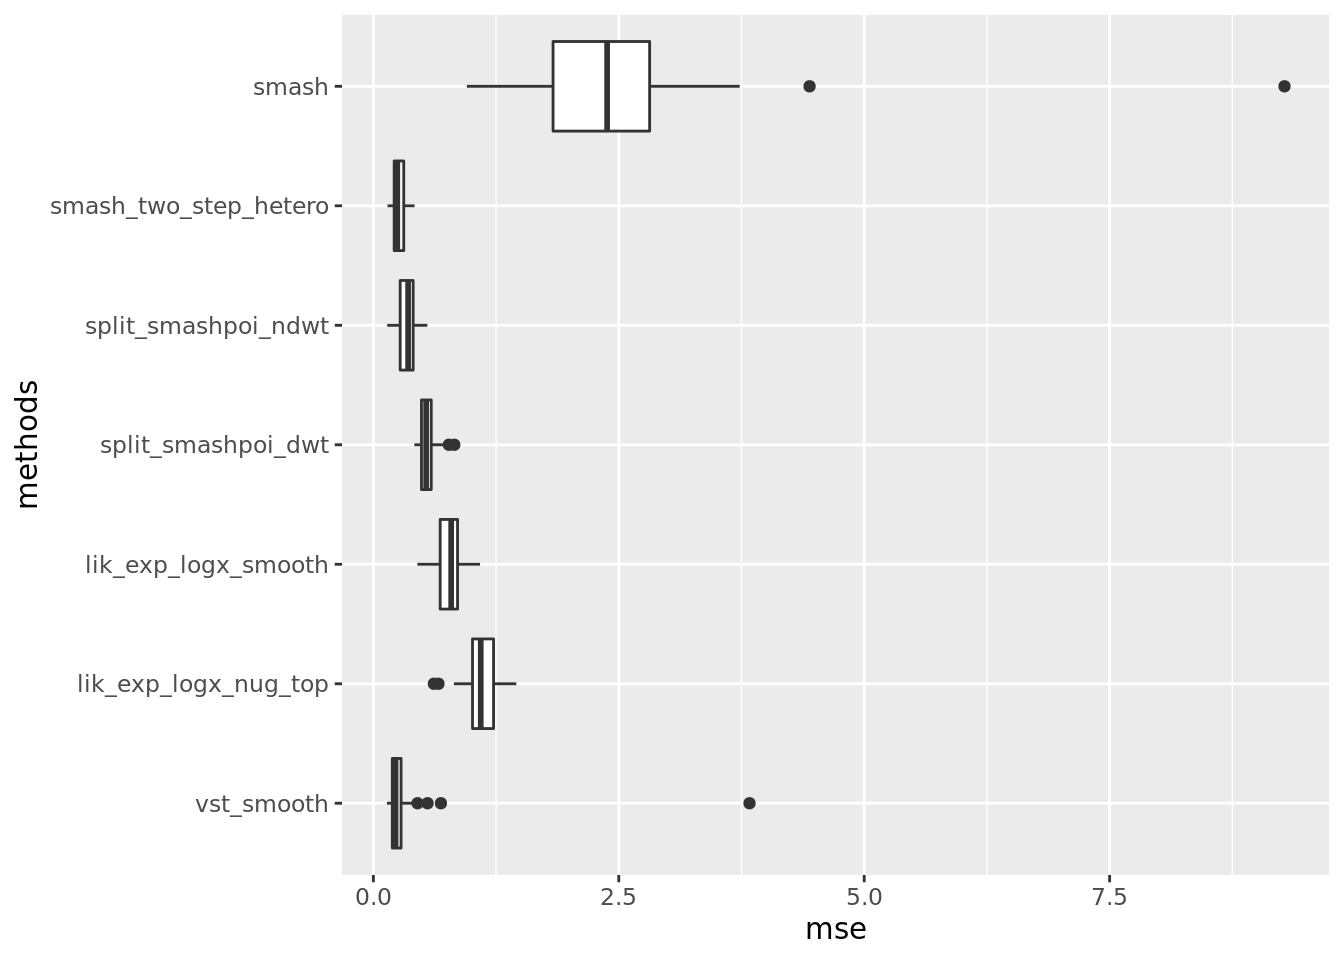 smash
smash_two_step_hetero
split_smashpoi_ndwt
split_smashpoi_dwt
lik_exp_logx_smooth
lik_exp_logx_nug_top
vst_smooth
methods
0.0 2.5 5.0 7.5
mse